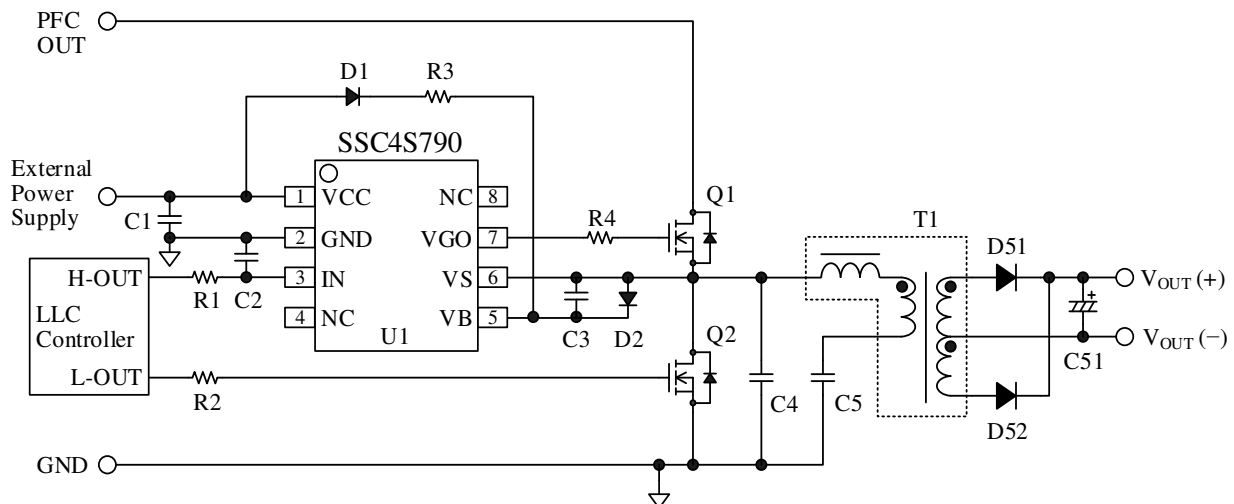 PFC
OUT
D1
R3
SSC4S790
External
Power
Supply
C1
1
VCC
NC
8
Q1
2
GND
VGO
7
R4
T1
D51
H-OUT
R1
C2
3
IN
VS
6
VOUT (+)
LLC
Controller
4
NC
VB
5
U1
C3
D2
Q2
+
VOUT (−)
C51
L-OUT
R2
C4
C5
D52
GND